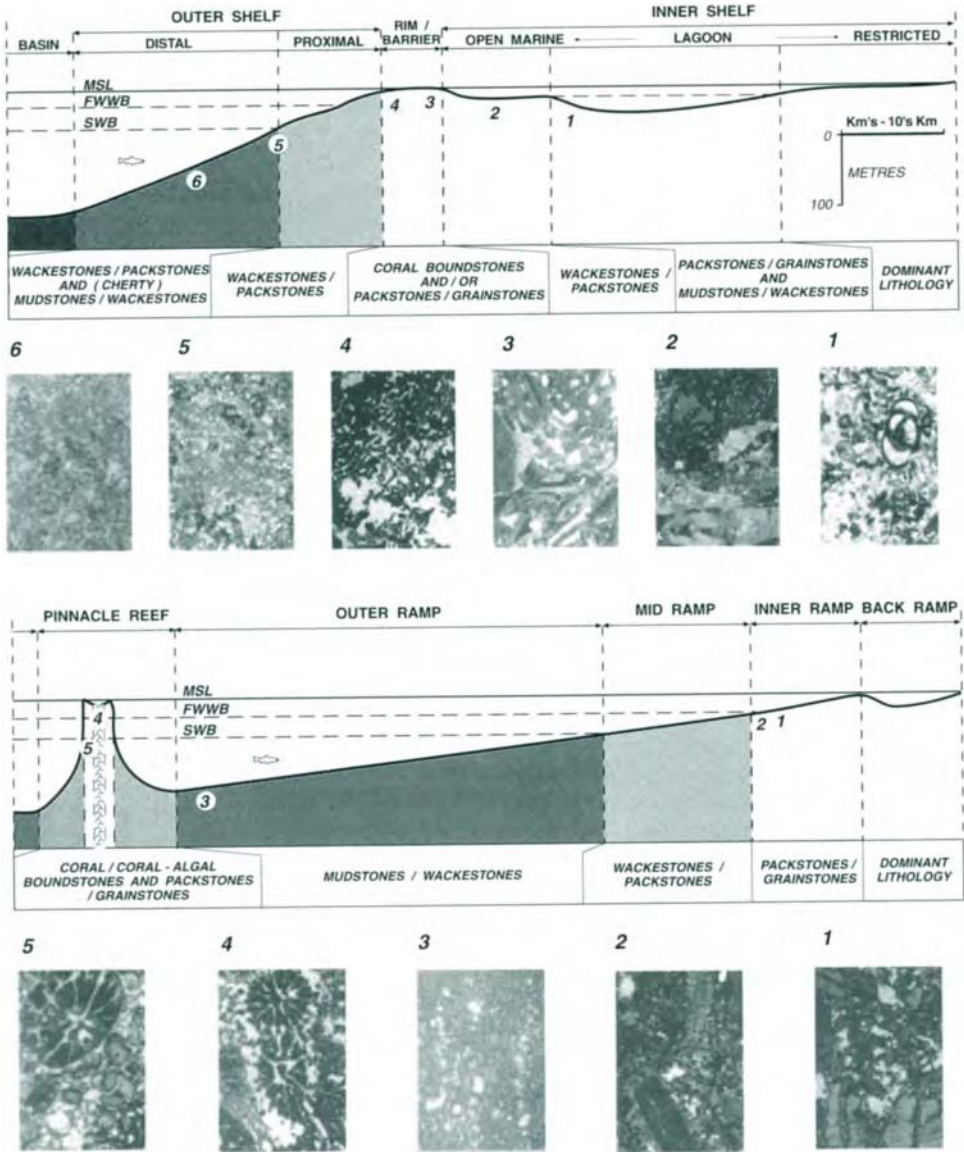 OUTER SHELF
RIM / BARRIER
INNER SHELF
BASIN
DISTAL
PROXIMAL
OPEN MARINE
LAGOON
RESTRICTED
MSL
FWWB
SWB
4
3
2
1
5
6
Km's - 10's Km
0
METRES
100
WACKESTONES / PACKSTONES
AND ( CHERTY )
MUDSTONES / WACKESTONES
WACKESTONES /
PACKSTONES
CORAL BOUNDSTONES
AND / OR
PACKSTONES / GRAINSTONES
WACKESTONES /
PACKSTONES
PACKSTONES / GRAINSTONES
AND
MUDSTONES / WACKESTONES
DOMINANT
LITHOLOGY
6
5
4
3
2
1
PINNACLE REEF
OUTER RAMP
MID RAMP
INNER RAMP
BACK RAMP
MSL
FWWB
SWB
4
5
3
2
1
CORAL / CORAL - ALGAL
BOUNDSTONES AND PACKSTONES
/ GRAINSTONES
MUDSTONES / WACKESTONES
WACKESTONES /
PACKSTONES
PACKSTONES /
GRAINSTONES
DOMINANT
LITHOLOGY
5
4
3
2
1